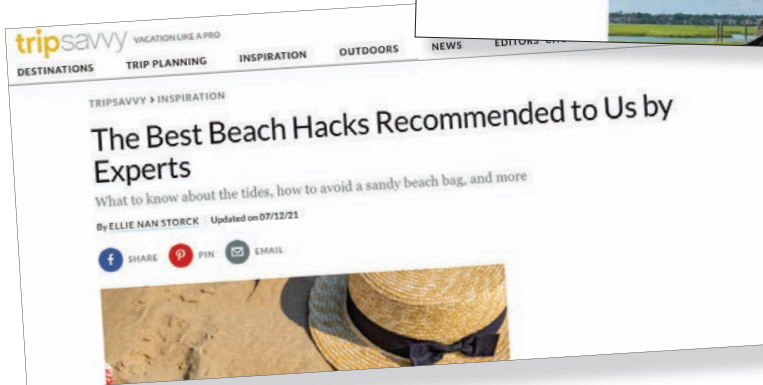 tripsavvy VACATION LIKE A PRO
DESTINATIONS TRIP PLANNING INSPIRATION OUTDOORS NEWS EDITORS'
TRIPSAVVY > INSPIRATION
The Best Beach Hacks Recommended to Us by
Experts
What to know about the tides, how to avoid a sandy beach bag, and more
By ELLIE NAN STORCK Updated on 07/12/21
f SHARE PIN EMAIL